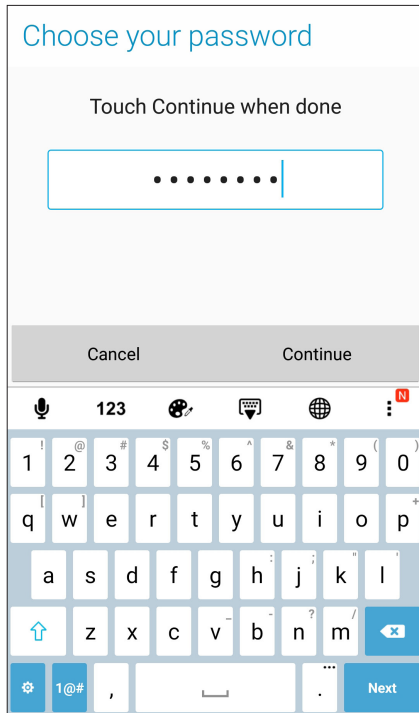 Choose your password
Touch Continue when done
••••••••
Cancel Continue
123 N
! @ # $ % ^ & * ( )
1 2 3 4 5 6 7 8 9 0
[ ] +
q w e r t y u i o p
: ; " '
a s d f g h j k l
_ - ? /
z x c v b n m
1@# , . Next